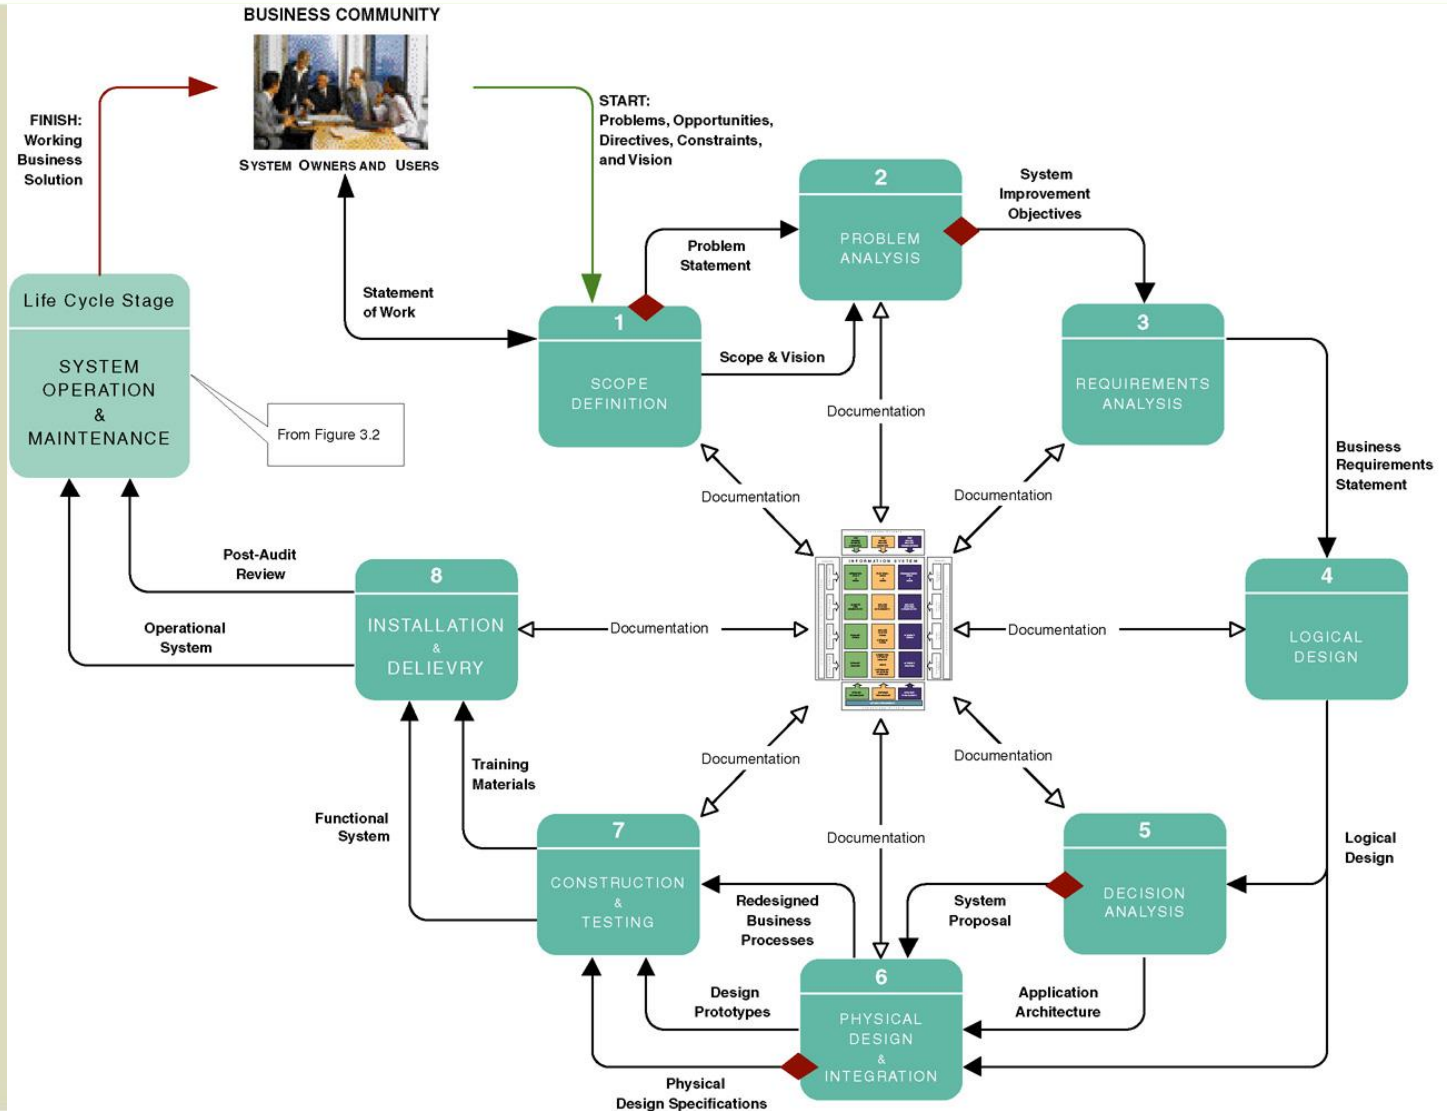 BUSINESS COMMUNITY
SYSTEM OWNERS AND USERS
FINISH:
Working
Business
Solution
START:
Problems, Opportunities,
Directives, Constraints,
and Vision
Statement
of Work
Life Cycle Stage
SYSTEM
OPERATION
&
MAINTENANCE
From Figure 3.2
1
SCOPE
DEFINITION
Problem
Statement
Scope & Vision
2
PROBLEM
ANALYSIS
System
Improvement
Objectives
3
REQUIREMENTS
ANALYSIS
Business
Requirements
Statement
4
LOGICAL
DESIGN
Logical
Design
5
DECISION
ANALYSIS
System
Proposal
Application
Architecture
6
PHYSICAL
DESIGN
&
INTEGRATION
Redesigned
Business
Processes
Design
Prototypes
Physical
Design Specifications
7
CONSTRUCTION
&
TESTING
Training
Materials
Functional
System
8
INSTALLATION
&
DELIEVRY
Post-Audit
Review
Operational
System
Documentation
Documentation
Documentation
Documentation
Documentation
Documentation
Documentation
Documentation
INFORMATION SYSTEM